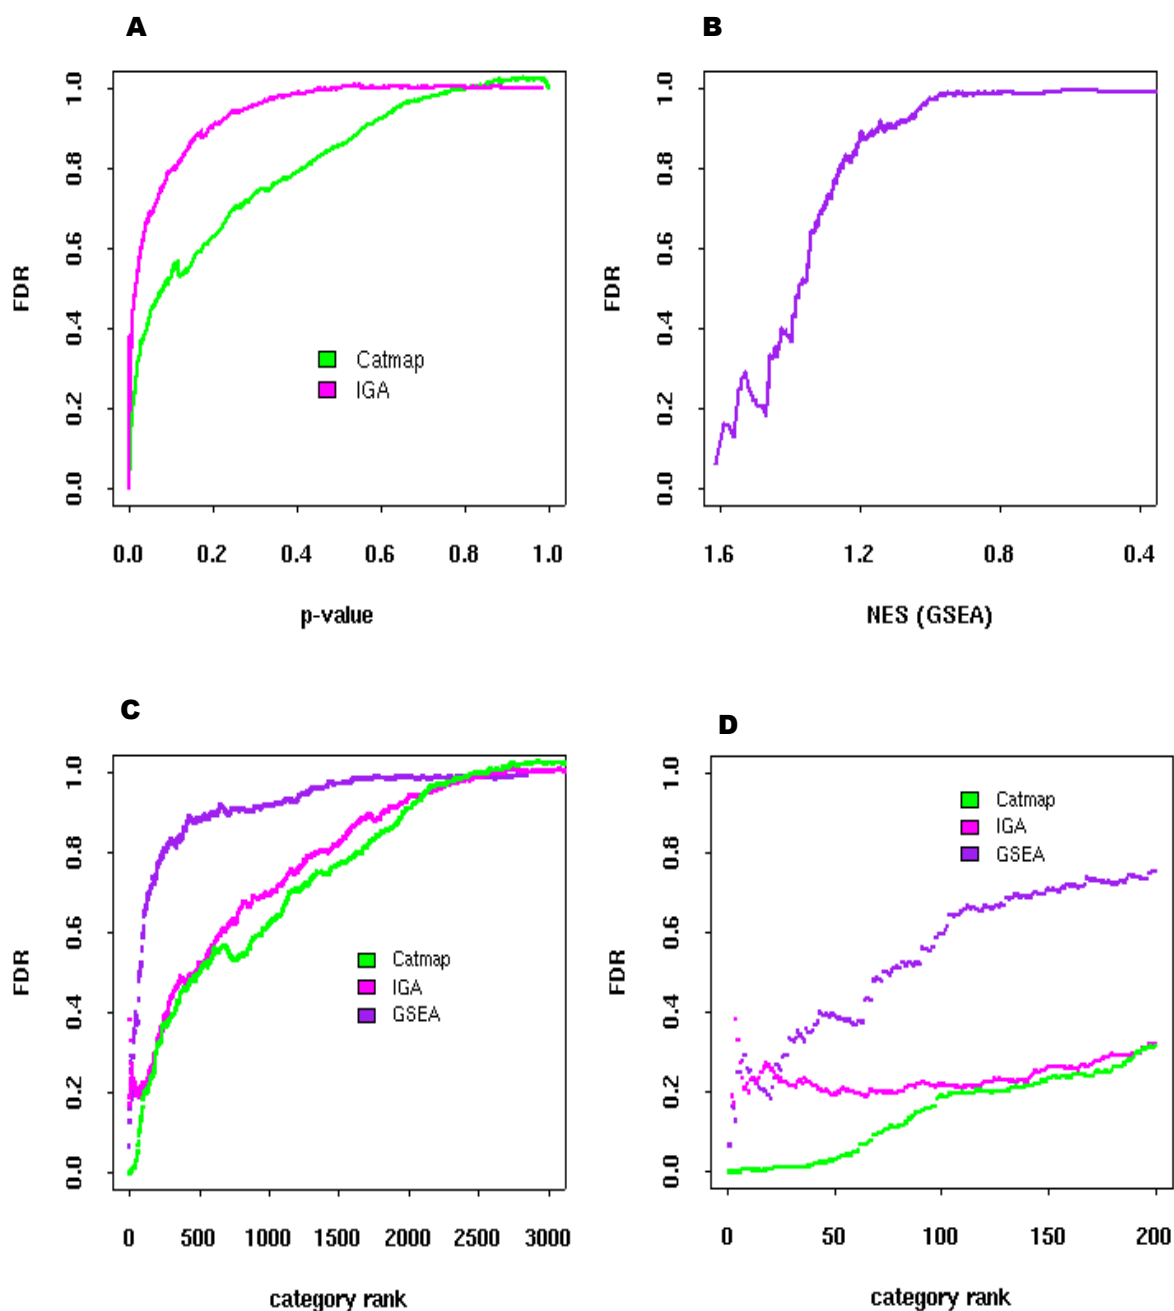 A
FDR
0.0 0.2 0.4 0.6 0.8 1.0
Catmap
IGA
0.0 0.2 0.4 0.6 0.8 1.0
p-value
B
FDR
0.0 0.2 0.4 0.6 0.8 1.0
1.6 1.2 0.8 0.4
NES (GSEA)
C
FDR
0.0 0.2 0.4 0.6 0.8 1.0
Catmap
IGA
GSEA
0 500 1000 1500 2000 2500 3000
category rank
D
FDR
0.0 0.2 0.4 0.6 0.8 1.0
Catmap
IGA
GSEA
0 50 100 150 200
category rank